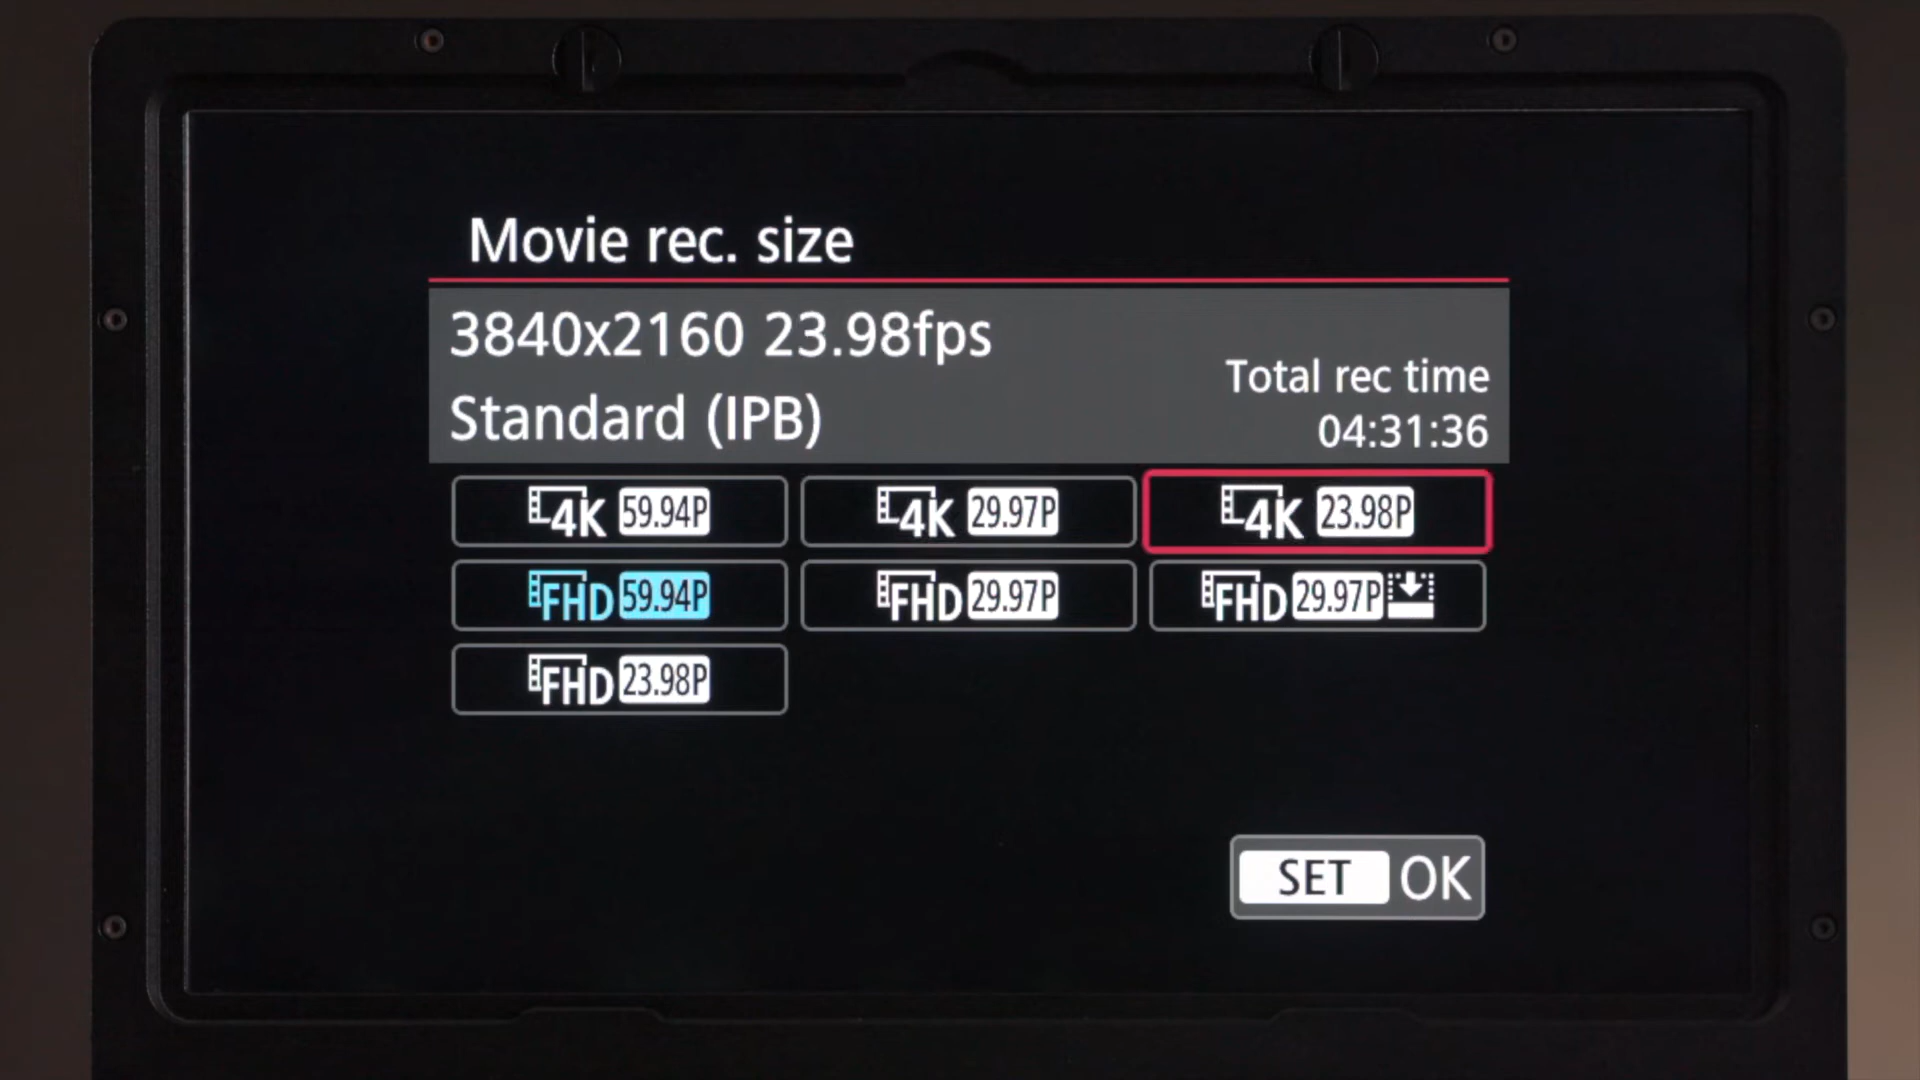 Movie rec. size
3840x2160 23.98fps
Standard (IPB)
Total rec time
04:31:36
4K 59.94P
4K 29.97P
4K 23.98P
FHD 59.94P
FHD 29.97P
FHD 29.97P
FHD 23.98P
SET OK